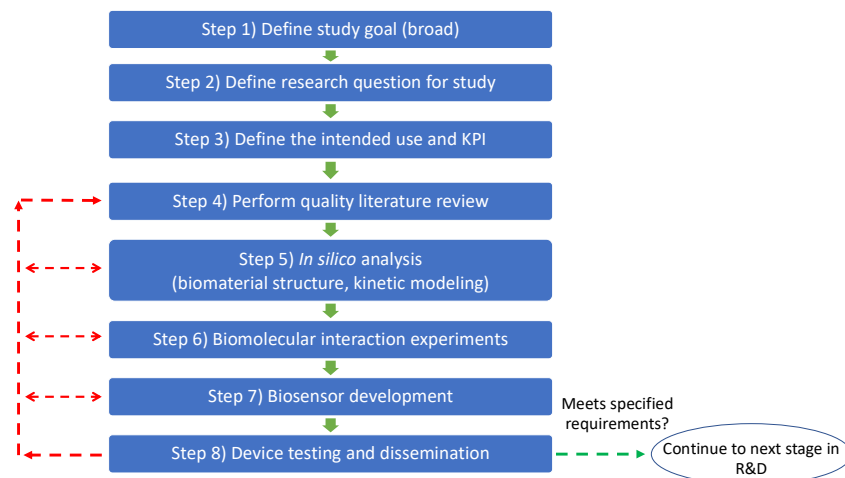 Step 1) Define study goal (broad)
Step 2) Define research question for study
Step 3) Define the intended use and KPI
Step 4) Perform quality literature review
Step 5) In silico analysis
(biomaterial structure, kinetic modeling)
Step 6) Biomolecular interaction experiments
Step 7) Biosensor development
Step 8) Device testing and dissemination
Meets specified
requirements?
Continue to next stage in
R&D